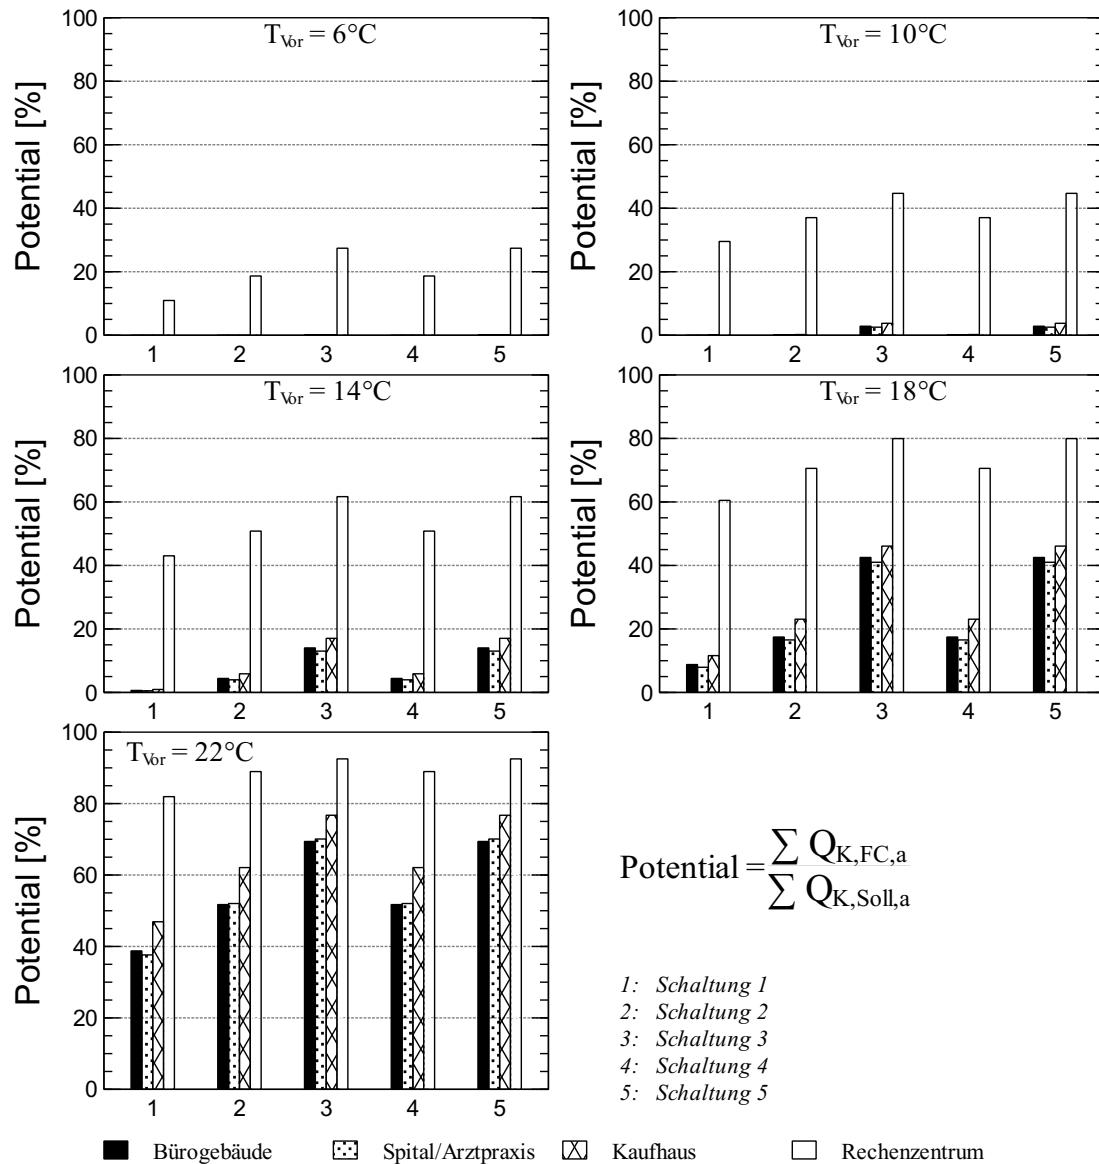 T_Vor = 6°C
Potential [%]
100
80
60
40
20
0
1 2 3 4 5
T_Vor = 10°C
Potential [%]
100
80
60
40
20
0
1 2 3 4 5
T_Vor = 14°C
Potential [%]
100
80
60
40
20
0
1 2 3 4 5
T_Vor = 18°C
Potential [%]
100
80
60
40
20
0
1 2 3 4 5
T_Vor = 22°C
Potential [%]
100
80
60
40
20
0
1 2 3 4 5
Potential = ∑ Q_K,FC,a / ∑ Q_K,Soll,a
1: Schaltung 1
2: Schaltung 2
3: Schaltung 3
4: Schaltung 4
5: Schaltung 5
Bürogebäude Spital/Arztpraxis Kaufhaus Rechenzentrum